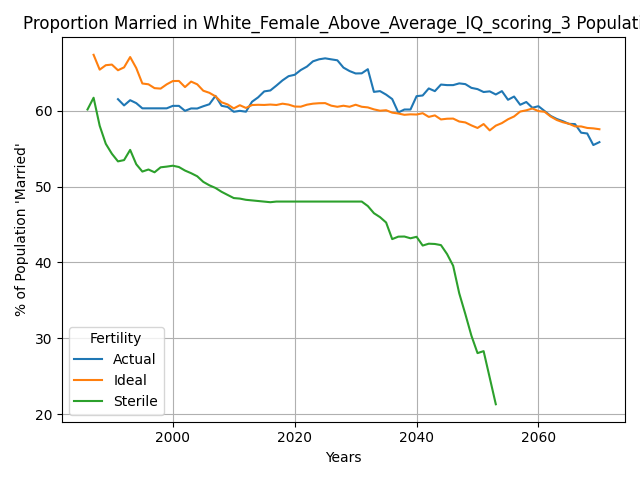 Proportion Married in White_Female_Above_Average_IQ_scoring_3 Populati
% of Population 'Married'
60
50
40
30
20
Fertility
Actual
Ideal
Sterile
2000 2020 2040 2060
Years